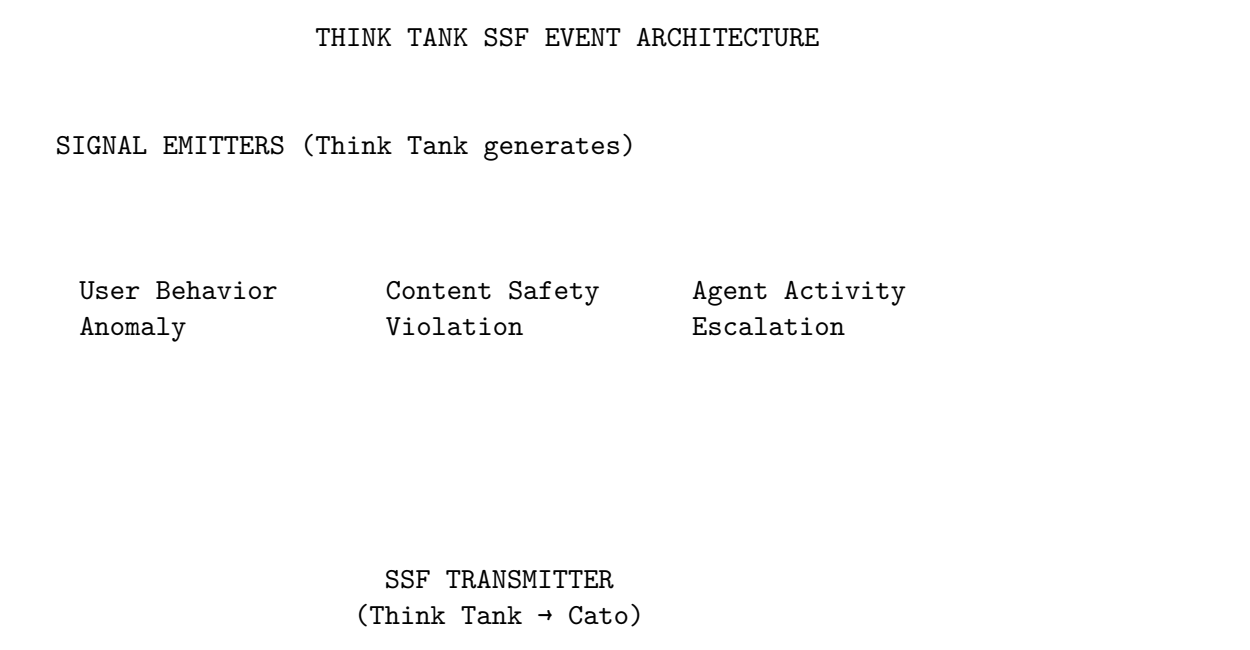 THINK TANK SSF EVENT ARCHITECTURE
SIGNAL EMITTERS (Think Tank generates)
User Behavior Content Safety Agent Activity
Anomaly Violation Escalation
SSF TRANSMITTER
(Think Tank → Cato)